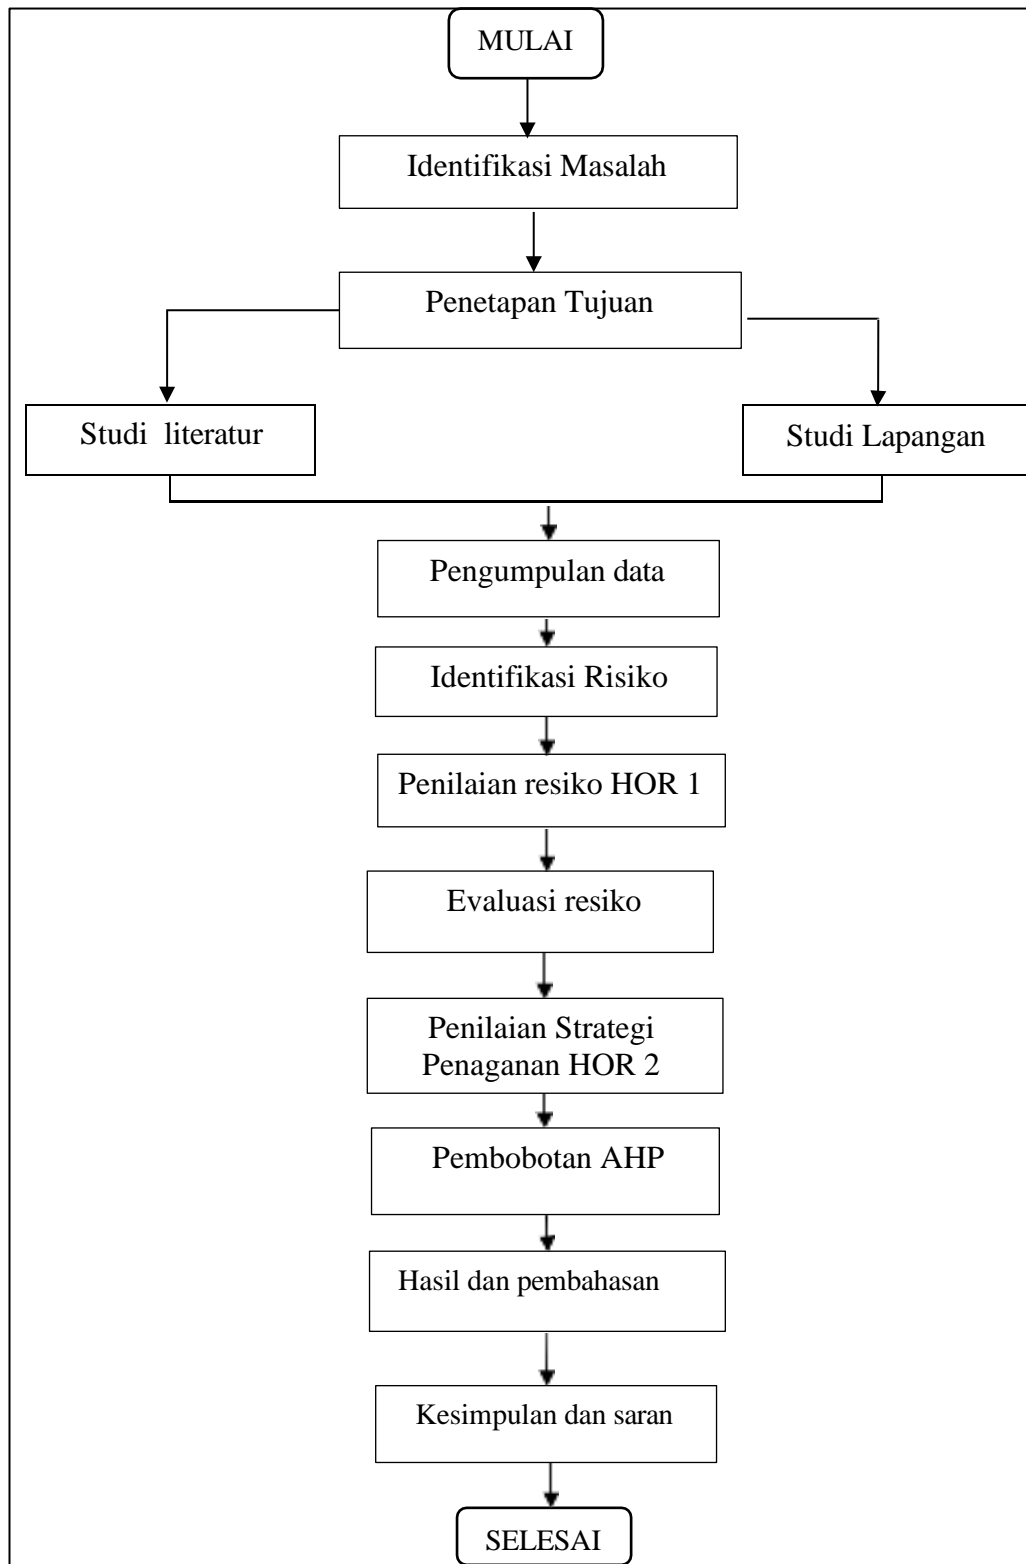 MULAI
Identifikasi Masalah
Penetapan Tujuan
Studi literatur
Studi Lapangan
Pengumpulan data
Identifikasi Risiko
Penilaian resiko HOR 1
Evaluasi resiko
Penilaian Strategi
Penaganan HOR 2
Pembobotan AHP
Hasil dan pembahasan
Kesimpulan dan saran
SELESAI